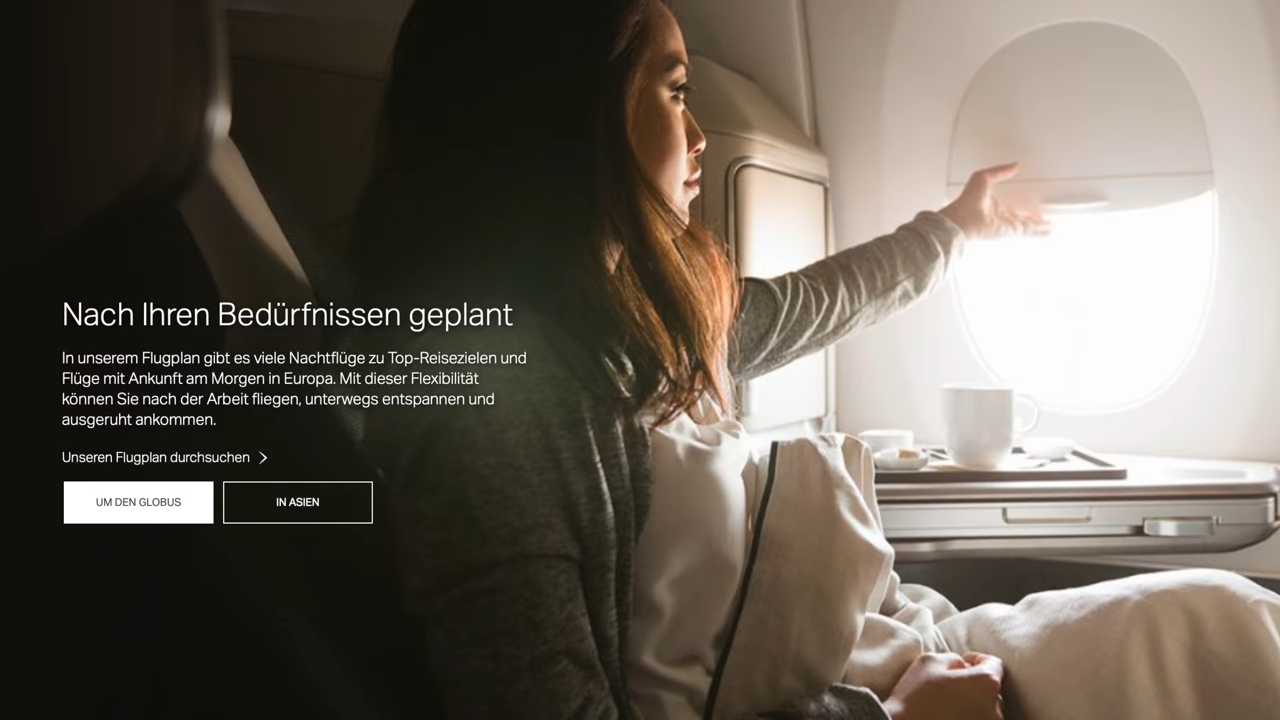 Nach Ihren Bedürfnissen geplant
In unserem Flugplan gibt es viele Nachtflüge zu Top-Reisezielen und
Flüge mit Ankunft am Morgen in Europa. Mit dieser Flexibilität
können Sie nach der Arbeit fliegen, unterwegs entspannen und
ausgeruht ankommen.
Unseren Flugplan durchsuchen
UM DEN GLOBUS
IN ASIEN